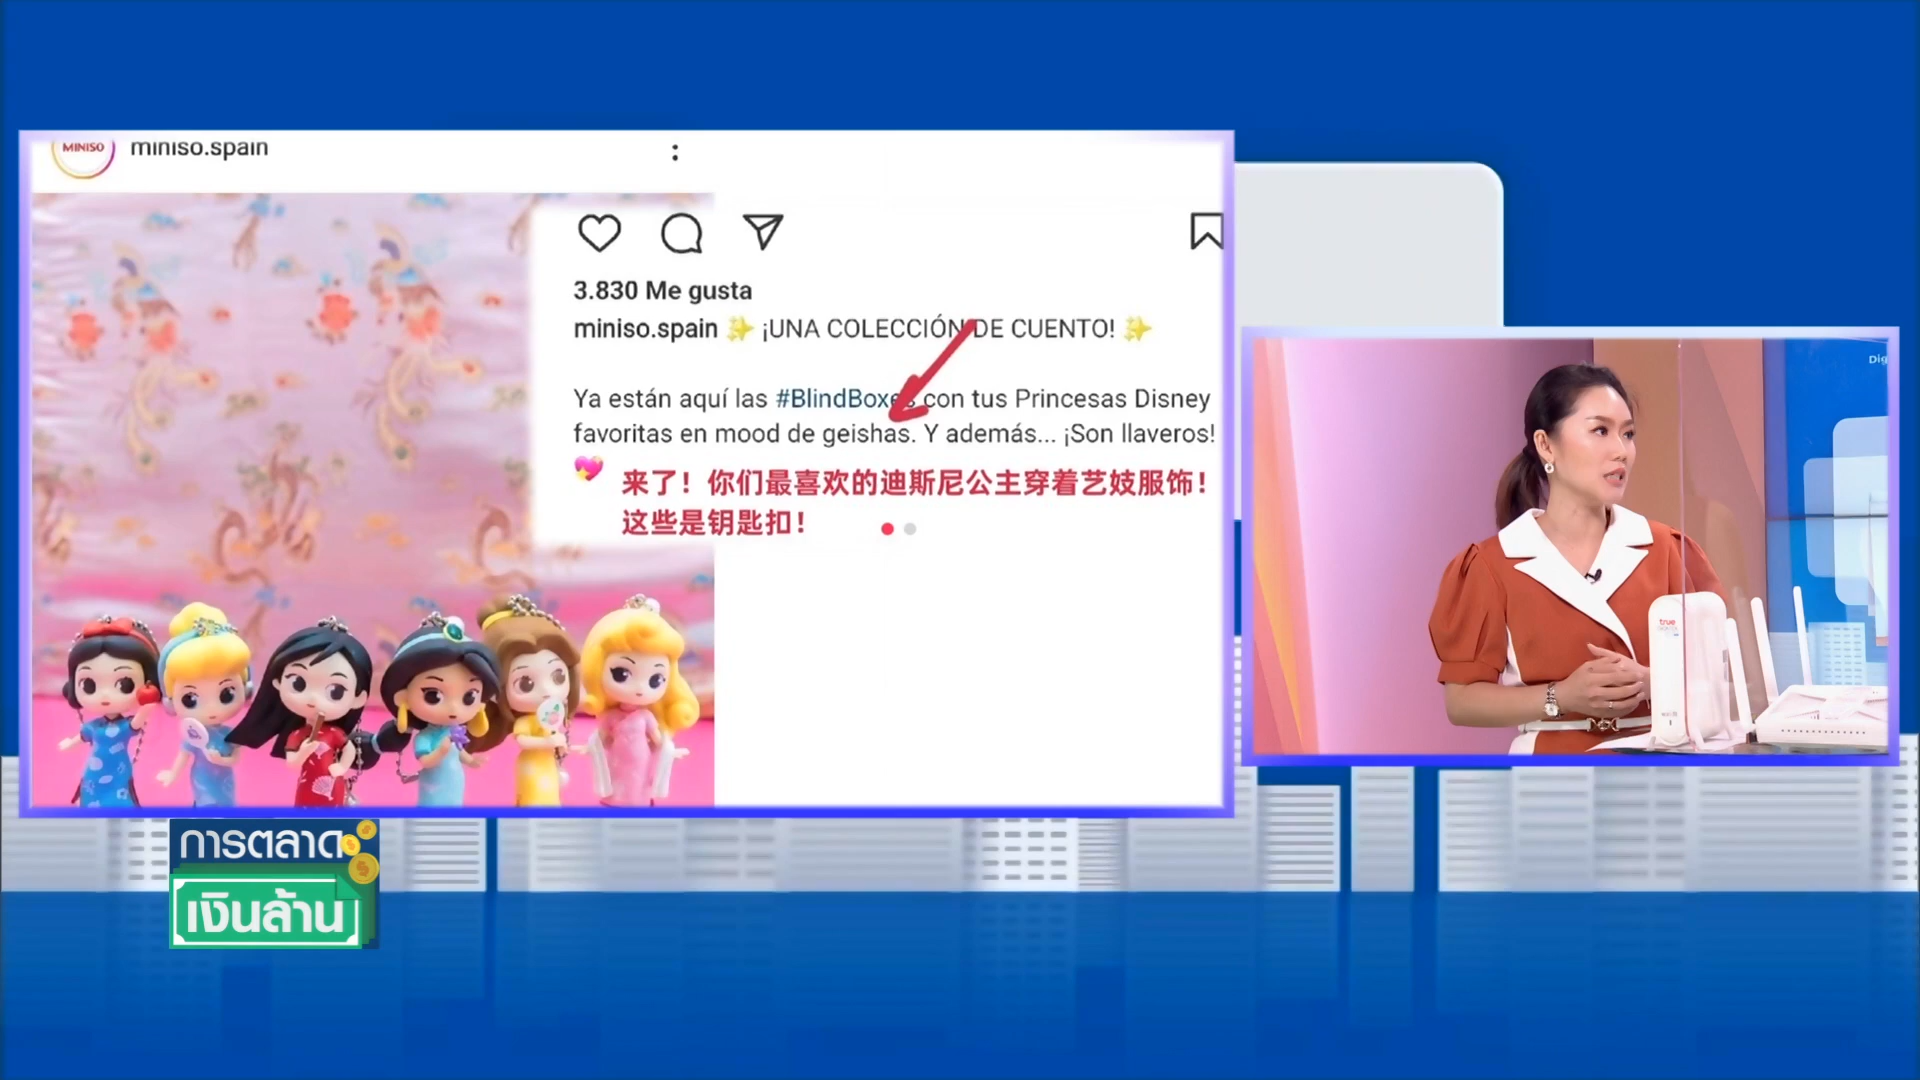 MINISO
miniso.spain
3.830 Me gusta
miniso.spain ✨ ¡UNA COLECCIÓN DE CUENTO! ✨
Ya están aquí las #BlindBoxes con tus Princesas Disney
favoritas en mood de geishas. Y además... ¡Son llaveros!
💖 来了！你们最喜欢的迪斯尼公主穿着艺妓服饰！
这些是钥匙扣！
Dig
true
การตลาด
เงินล้าน